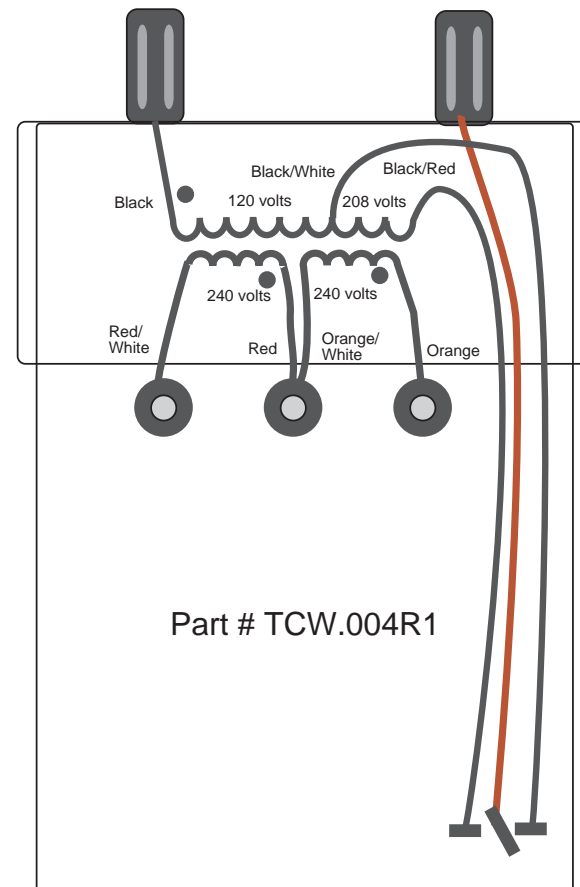 Black/White
Black/Red
Black
120 volts
208 volts
240 volts
240 volts
Red/
White
Red
Orange/
White
Orange
Part # TCW.004R1